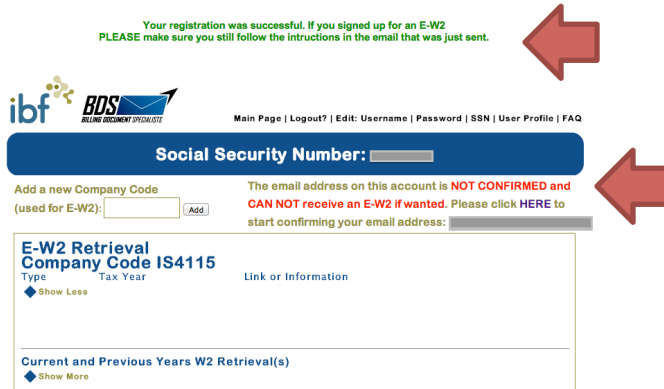 Your registration was successful. If you signed up for an E-W2
PLEASE make sure you still follow the intructions in the email that was just sent.
ibf
BDS
BILLING DOCUMENT SPECIALISTS
Main Page | Logout? | Edit: Username | Password | SSN | User Profile | FAQ
Social Security Number:
Add a new Company Code
(used for E-W2):
Add
The email address on this account is NOT CONFIRMED and
CAN NOT receive an E-W2 if wanted. Please click HERE to
start confirming your email address:
E-W2 Retrieval
Company Code IS4115
Type Tax Year Link or Information
Show Less
Current and Previous Years W2 Retrieval(s)
Show More